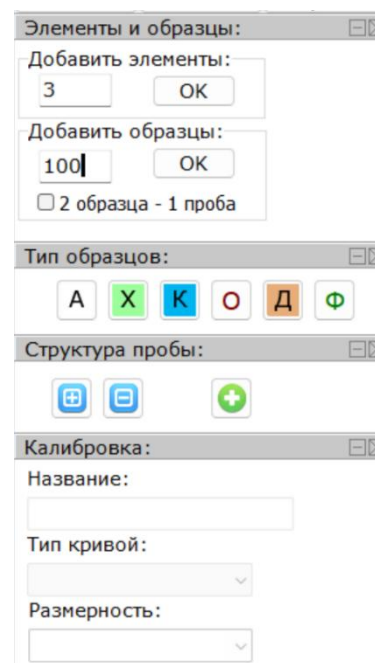 Элементы и образцы:
Добавить элементы:
3 OK
Добавить образцы:
100 OK
2 образца - 1 проба
Тип образцов:
А Х К О Д Ф
Структура пробы:
Калибровка:
Название:
Тип кривой:
Размерность: